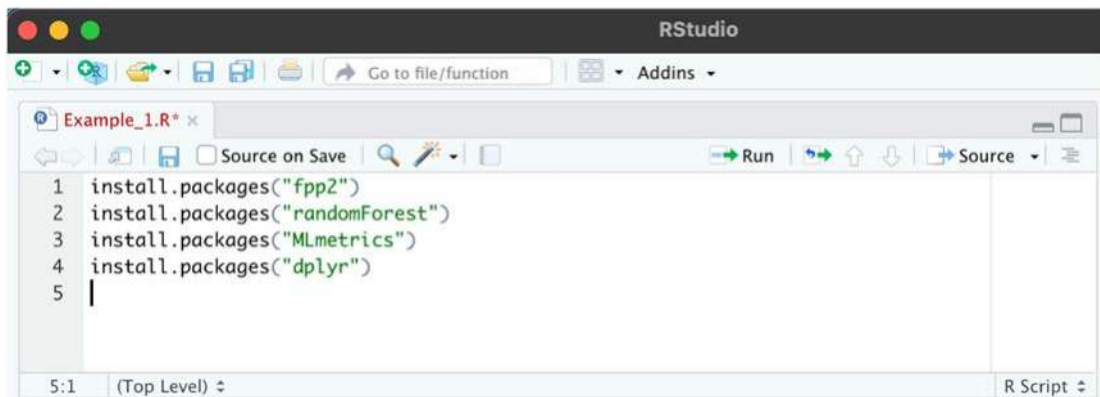 RStudio
Go to file/function Addins
Example_1.R*
Source on Save Run Source
1 install.packages("fpp2")
2 install.packages("randomForest")
3 install.packages("MLmetrics")
4 install.packages("dplyr")
5
5:1 (Top Level) R Script